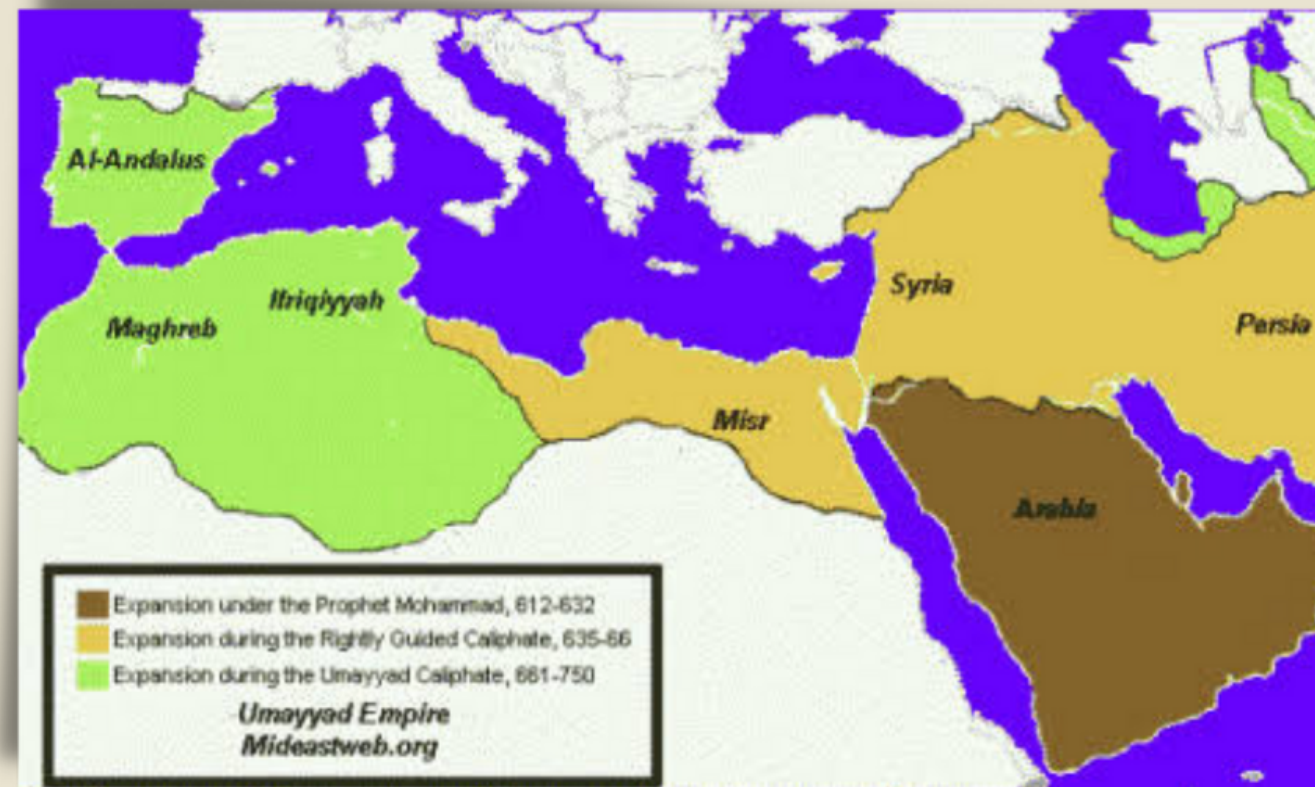 Al-Andalus
Ifriqiyyah
Maghreb
Syria
Persia
Misr
Arabia
Expansion under the Prophet Mohammad, 612-632
Expansion during the Rightly Guided Caliphate, 635-66
Expansion during the Umayyad Caliphate, 661-750
Umayyad Empire
Mideastweb.org